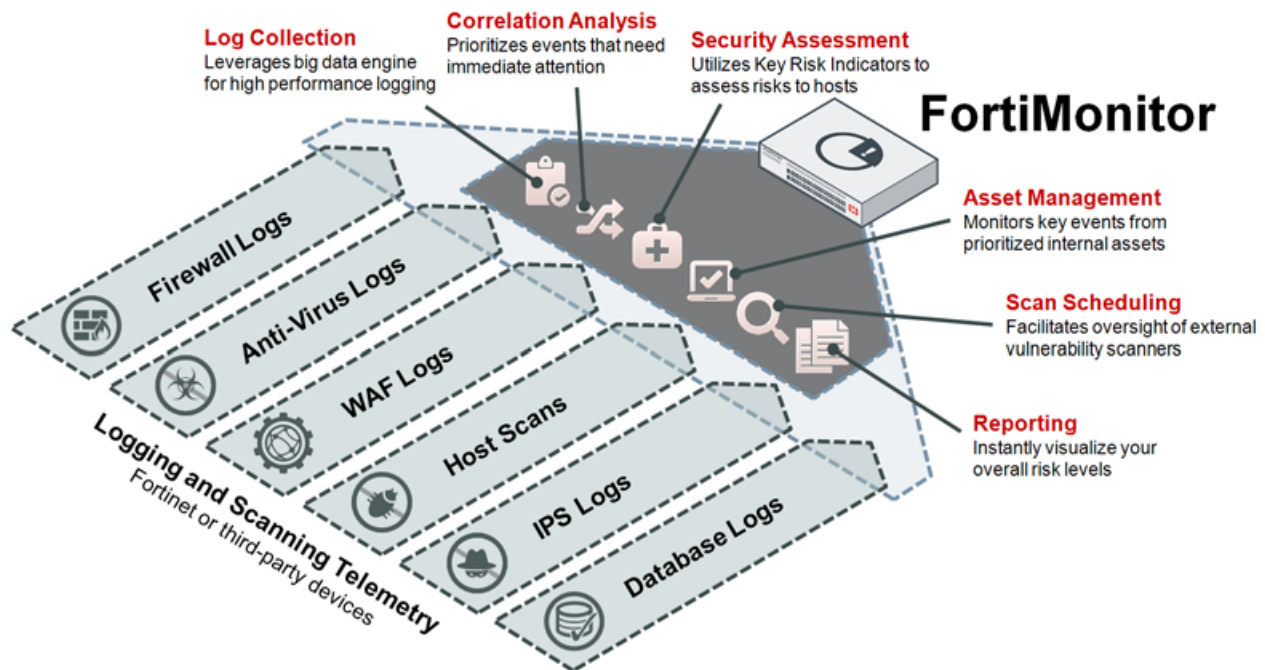 Correlation Analysis
Prioritizes events that need
immediate attention
Log Collection
Leverages big data engine
for high performance logging
Security Assessment
Utilizes Key Risk Indicators to
assess risks to hosts
FortiMonitor
Asset Management
Monitors key events from
prioritized internal assets
Scan Scheduling
Facilitates oversight of external
vulnerability scanners
Reporting
Instantly visualize your
overall risk levels
Firewall Logs
Anti-Virus Logs
WAF Logs
Host Scans
IPS Logs
Database Logs
Logging and Scanning Telemetry
Fortinet or third-party devices